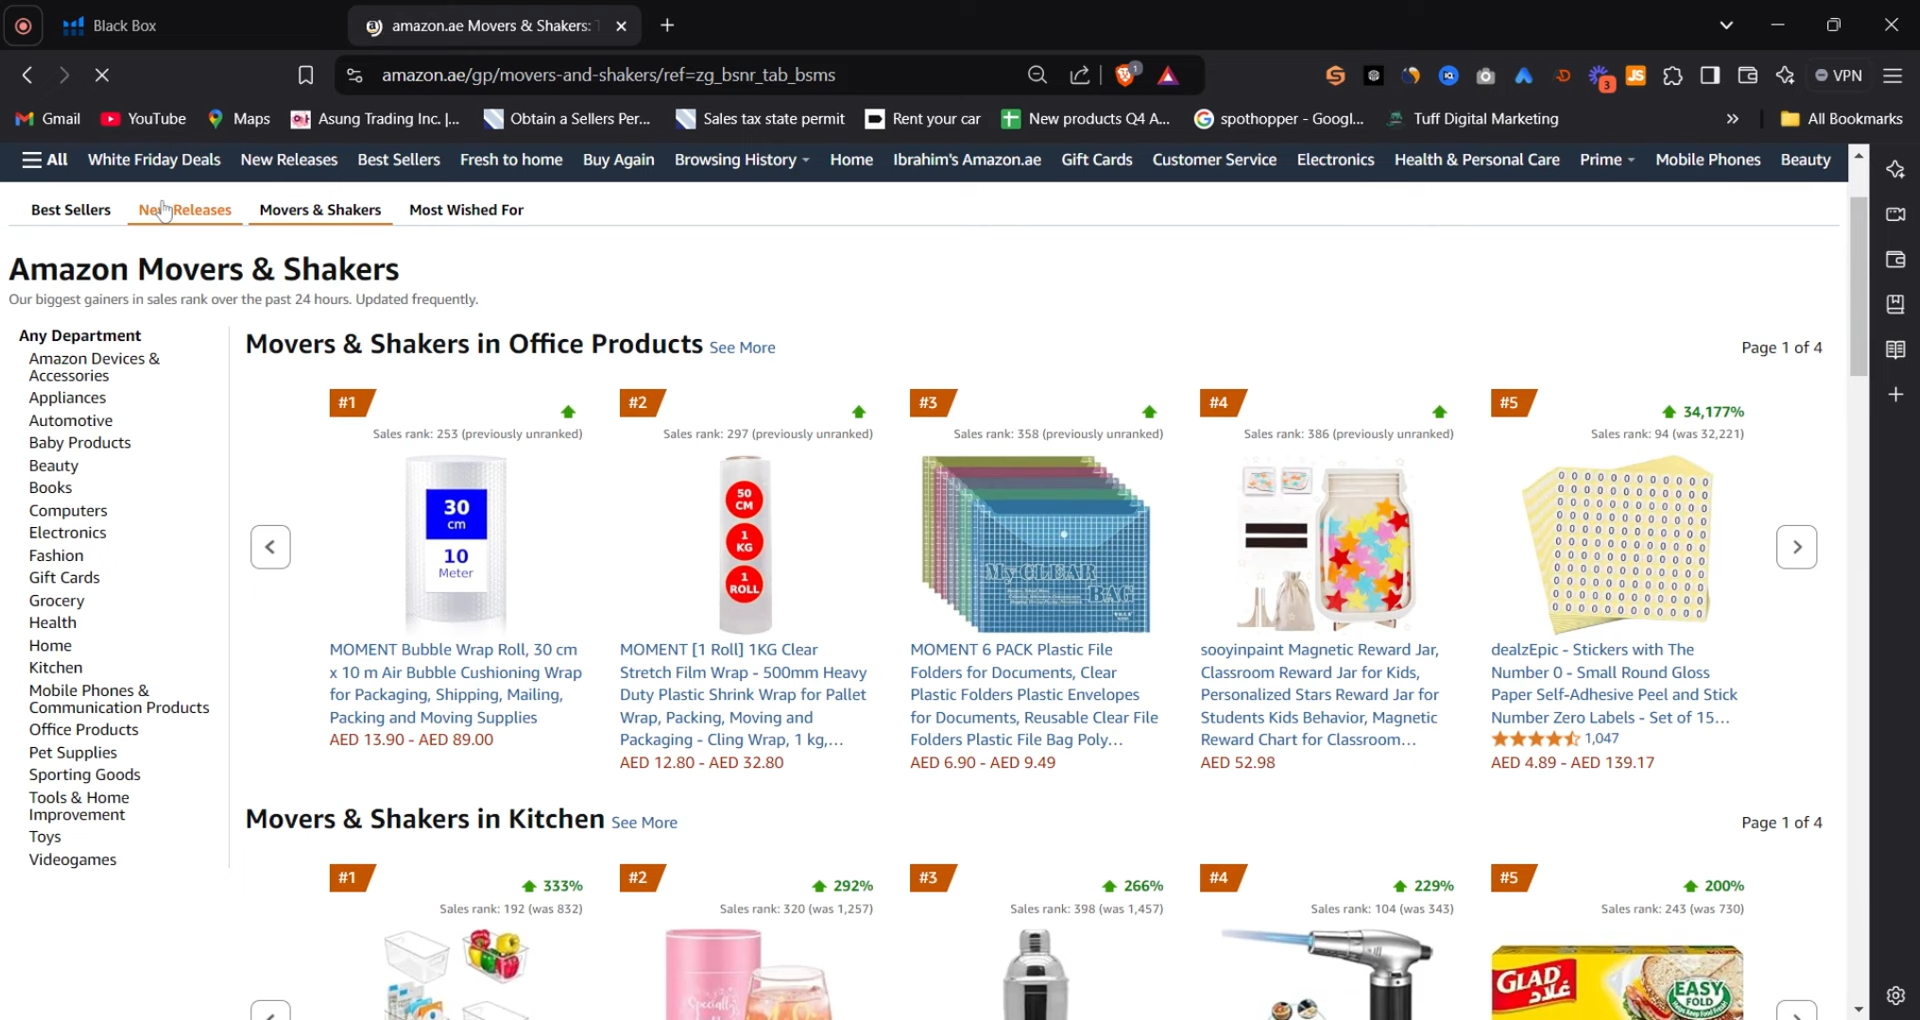 Black Box
amazon.ae Movers & Shakers: T
amazon.ae/gp/movers-and-shakers/ref=zg_bsnr_tab_bsms
1
3
JS
VPN
Gmail
YouTube
Maps
Asung Trading Inc. |...
Obtain a Sellers Per...
Sales tax state permit
Rent your car
New products Q4 A...
spothopper - Googl...
Tuff Digital Marketing
»
All Bookmarks
All
White Friday Deals
New Releases
Best Sellers
Fresh to home
Buy Again
Browsing History
Home
Ibrahim's Amazon.ae
Gift Cards
Customer Service
Electronics
Health & Personal Care
Prime
Mobile Phones
Beauty
Best Sellers
New Releases
Movers & Shakers
Most Wished For
Amazon Movers & Shakers
Our biggest gainers in sales rank over the past 24 hours. Updated frequently.
Any Department
Amazon Devices &
Accessories
Appliances
Automotive
Baby Products
Beauty
Books
Computers
Electronics
Fashion
Gift Cards
Grocery
Health
Home
Kitchen
Mobile Phones &
Communication Products
Office Products
Pet Supplies
Sporting Goods
Tools & Home
Improvement
Toys
Videogames
Movers & Shakers in Office Products See More
Page 1 of 4
#1
Sales rank: 253 (previously unranked)
30
cm
10
Meter
MOMENT Bubble Wrap Roll, 30 cm
x 10 m Air Bubble Cushioning Wrap
for Packaging, Shipping, Mailing,
Packing and Moving Supplies
AED 13.90 - AED 89.00
#2
Sales rank: 297 (previously unranked)
50
CM
1
KG
1
ROLL
MOMENT [1 Roll] 1KG Clear
Stretch Film Wrap - 500mm Heavy
Duty Plastic Shrink Wrap for Pallet
Wrap, Packing, Moving and
Packaging - Cling Wrap, 1 kg,...
AED 12.80 - AED 32.80
#3
Sales rank: 358 (previously unranked)
My CLEAR
BAG
MOMENT 6 PACK Plastic File
Folders for Documents, Clear
Plastic Folders Plastic Envelopes
for Documents, Reusable Clear File
Folders Plastic File Bag Poly...
AED 6.90 - AED 9.49
#4
Sales rank: 386 (previously unranked)
sooyinpaint Magnetic Reward Jar,
Classroom Reward Jar for Kids,
Personalized Stars Reward Jar for
Students Kids Behavior, Magnetic
Reward Chart for Classroom...
AED 52.98
#5
34,177%
Sales rank: 94 (was 32,221)
dealzEpic - Stickers with The
Number 0 - Small Round Gloss
Paper Self-Adhesive Peel and Stick
Number Zero Labels - Set of 15...
1,047
AED 4.89 - AED 139.17
Movers & Shakers in Kitchen See More
Page 1 of 4
#1
333%
Sales rank: 192 (was 832)
#2
292%
Sales rank: 320 (was 1,257)
Specially
#3
266%
Sales rank: 398 (was 1,457)
#4
229%
Sales rank: 104 (was 343)
#5
200%
Sales rank: 243 (was 730)
GLAD
جلاد
EASY
FOLD